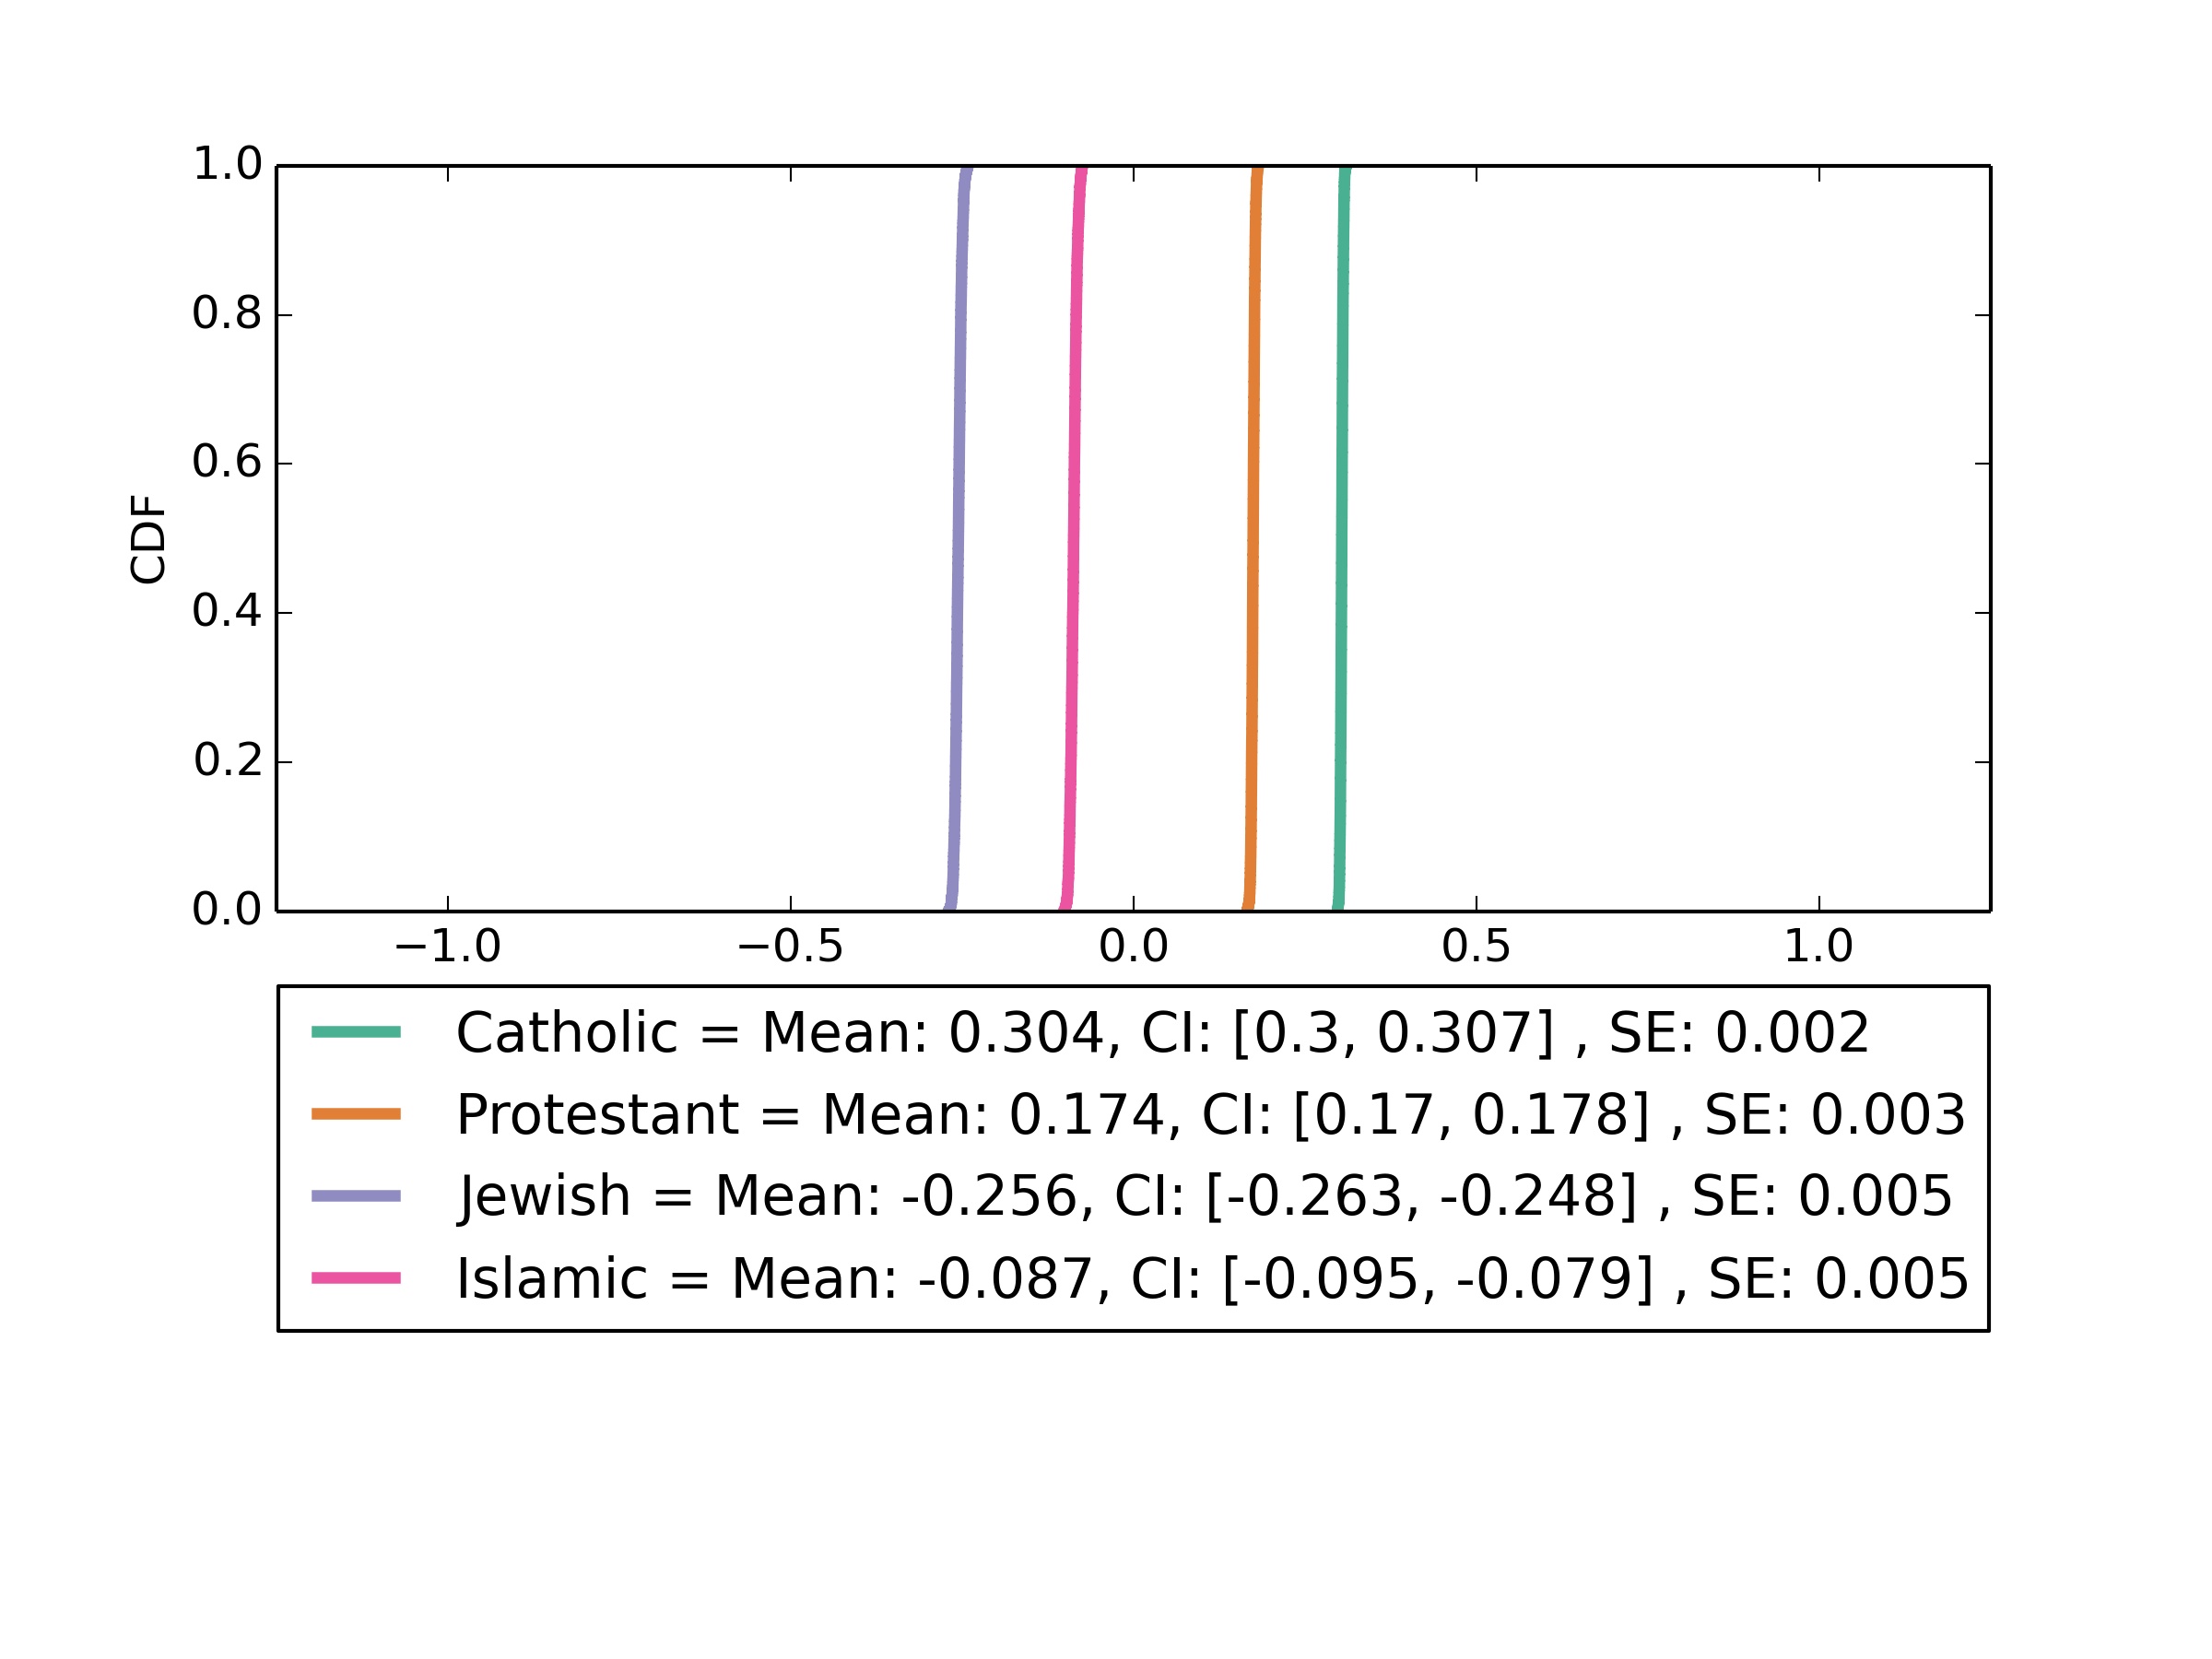 1.0
0.8
0.6
0.4
0.2
0.0
CDF
−1.0 −0.5 0.0 0.5 1.0
Catholic = Mean: 0.304, CI: [0.3, 0.307] , SE: 0.002
Protestant = Mean: 0.174, CI: [0.17, 0.178] , SE: 0.003
Jewish = Mean: -0.256, CI: [-0.263, -0.248] , SE: 0.005
Islamic = Mean: -0.087, CI: [-0.095, -0.079] , SE: 0.005